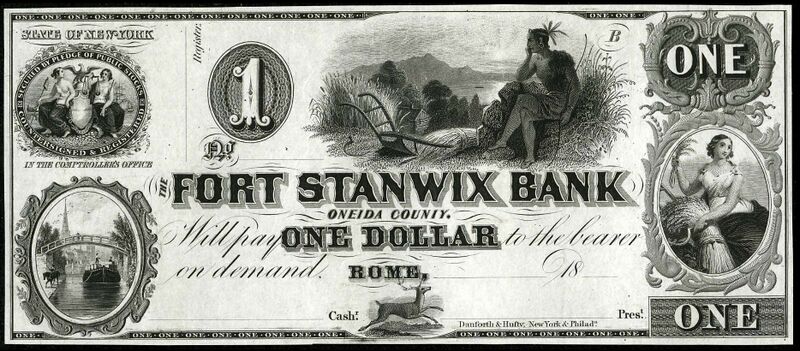 STATE OF NEW-YORK
SECURED BY PLEDGE OF PUBLIC STOCKS
COUNTERSIGNED & REGISTERED
IN THE COMPTROLLER'S OFFICE
Register.
1
No.
B
ONE
THE
FORT STANWIX BANK
ONEIDA COUNTY.
Will pay ONE DOLLAR to the bearer
on demand. ROME, 18
Cashr.
Prest.
Danforth & Hufty, New York & Philada.
ONE